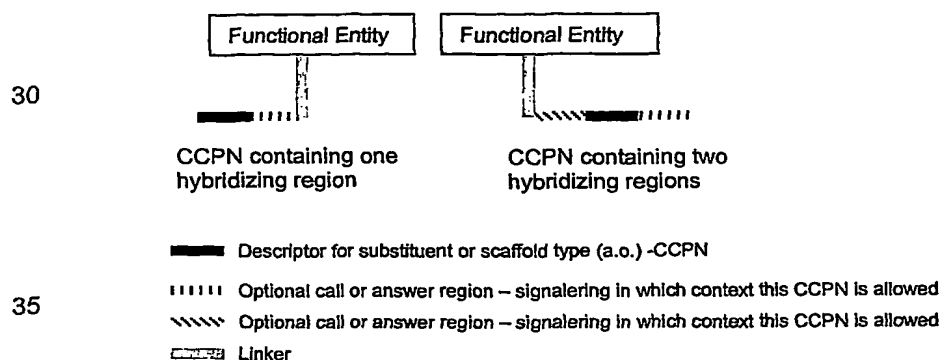 Functional Entity
Functional Entity
30
CCPN containing one
hybridizing region
CCPN containing two
hybridizing regions
Descriptor for substituent or scaffold type (a.o.) -CCPN
35
Optional call or answer region – signalering in which context this CCPN is allowed
Optional call or answer region – signalering in which context this CCPN is allowed
Linker